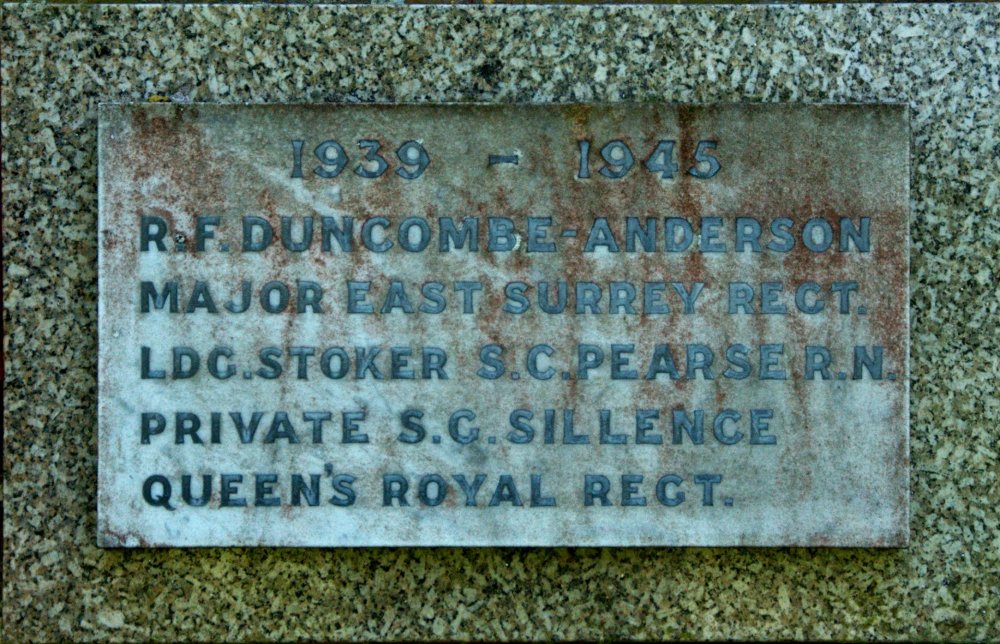 1939 - 1945
R.F. DUNCOMBE-ANDERSON
MAJOR EAST SURREY REGT.
LDG. STOKER S.C. PEARSE R.N.
PRIVATE S.G. SILLENCE
QUEEN'S ROYAL REGT.